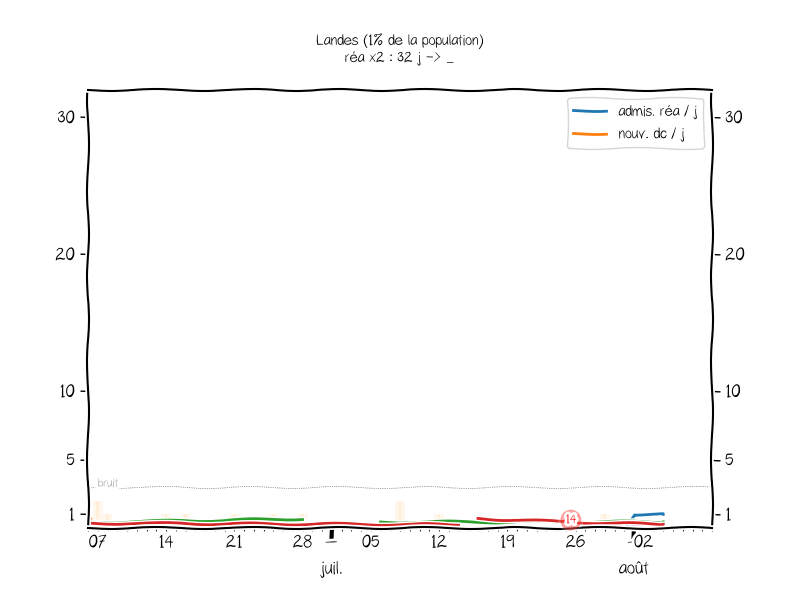 Landes (1% de la population)
réa x2 : 32 j -> _
admis. réa / j
nouv. dc / j
30 30
20 20
10 10
5 5
bruit
1 1
14
07 14 21 28 05 12 19 26 02
juil. août